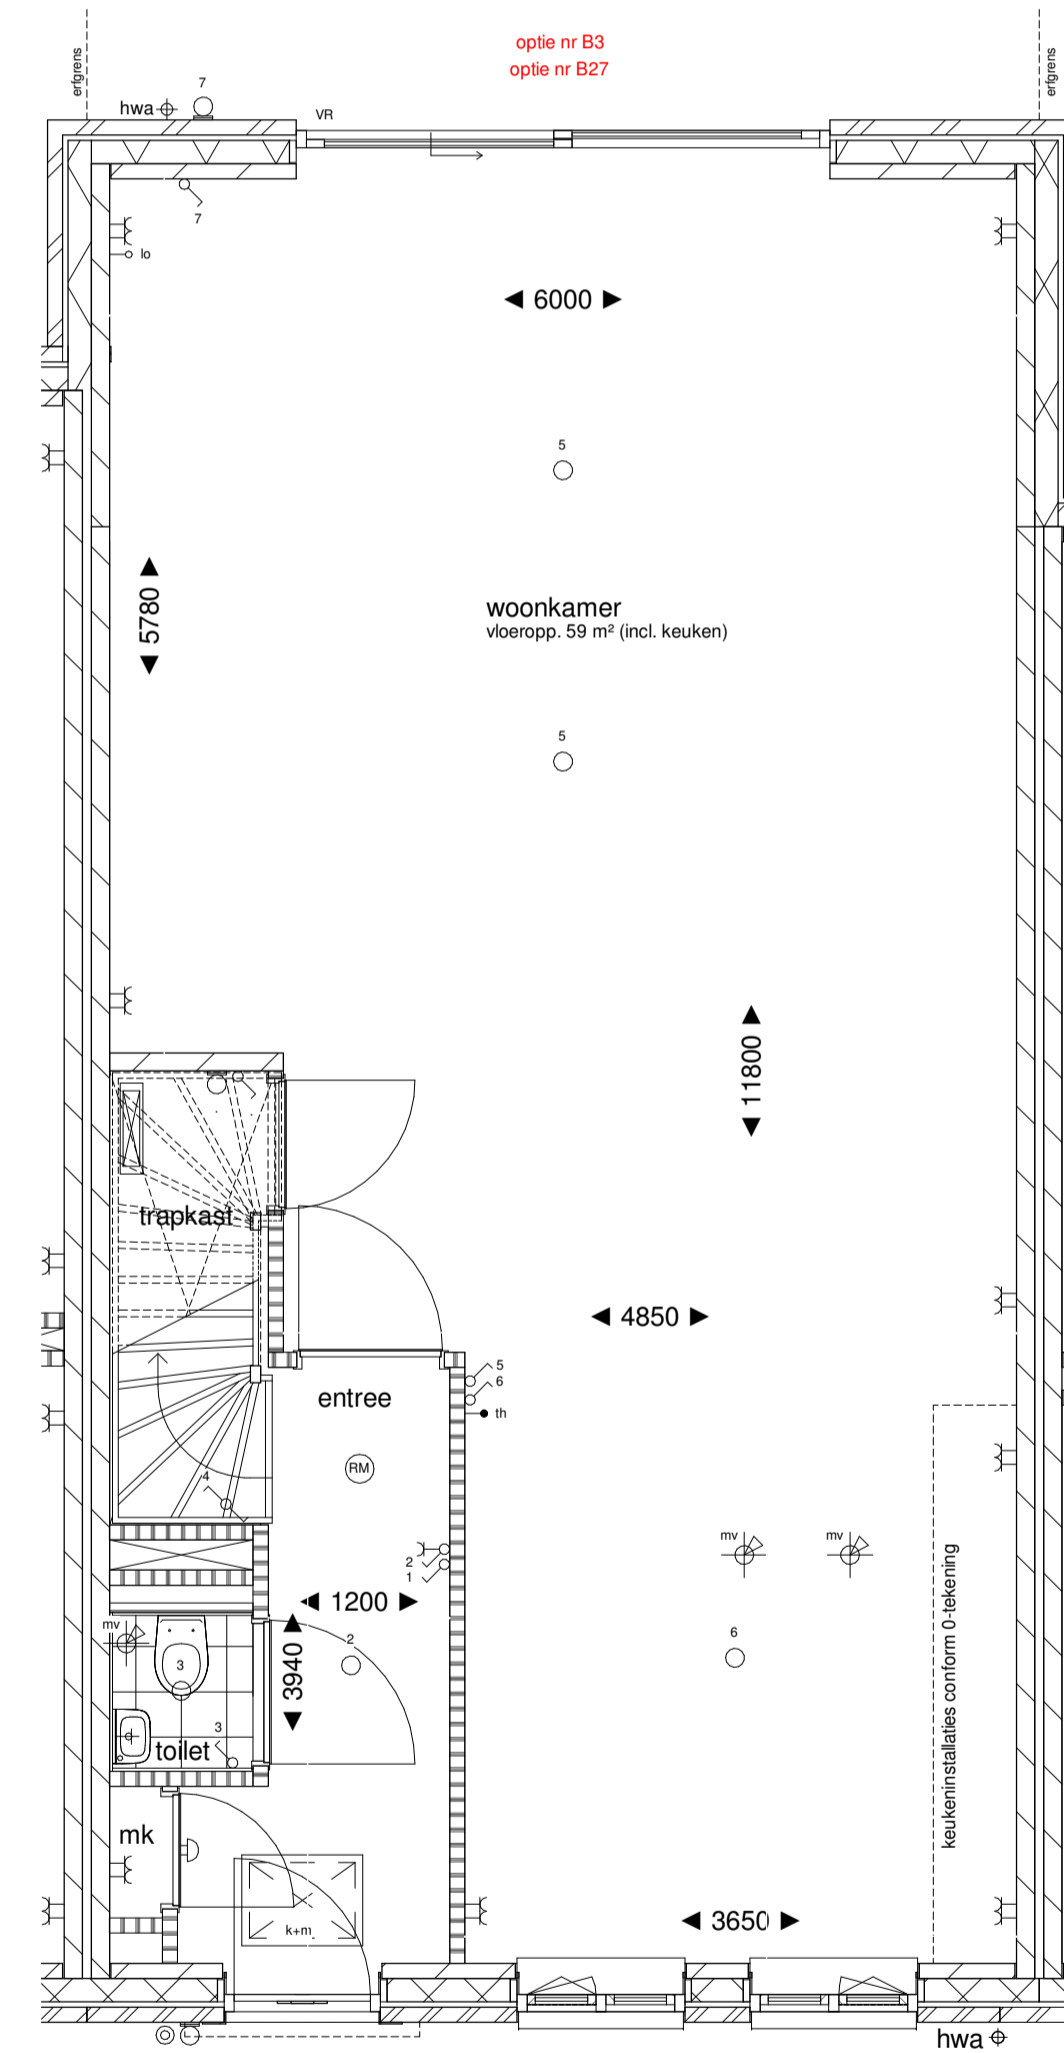 optie nr B3
optie nr B27
erfgrens
erfgrens
7
hwa
VR
7
lo
6000
5
5780
woonkamer
vloeropp. 59 m² (incl. keuken)
5
11800
trapkast
4850
entree
5
6
th
RM
4
mv
mv
2
1
keukeninstallaties conform 0-tekening
1200
mv
3940
2
6
3
3
toilet
mk
3650
k+m
hwa